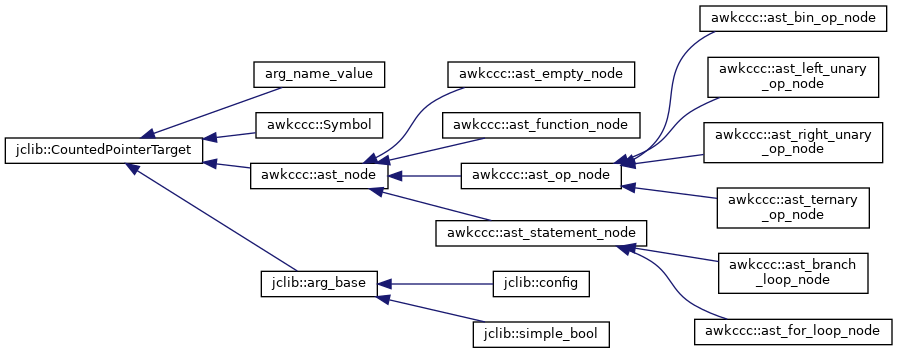 awkccc::ast_bin_op_node
arg_name_value
awkccc::ast_empty_node
awkccc::ast_left_unary
_op_node
awkccc::Symbol
awkccc::ast_function_node
awkccc::ast_right_unary
_op_node
jclib::CountedPointerTarget
awkccc::ast_node
awkccc::ast_op_node
awkccc::ast_ternary
_op_node
awkccc::ast_statement_node
awkccc::ast_branch
_loop_node
jclib::arg_base
jclib::config
awkccc::ast_for_loop_node
jclib::simple_bool